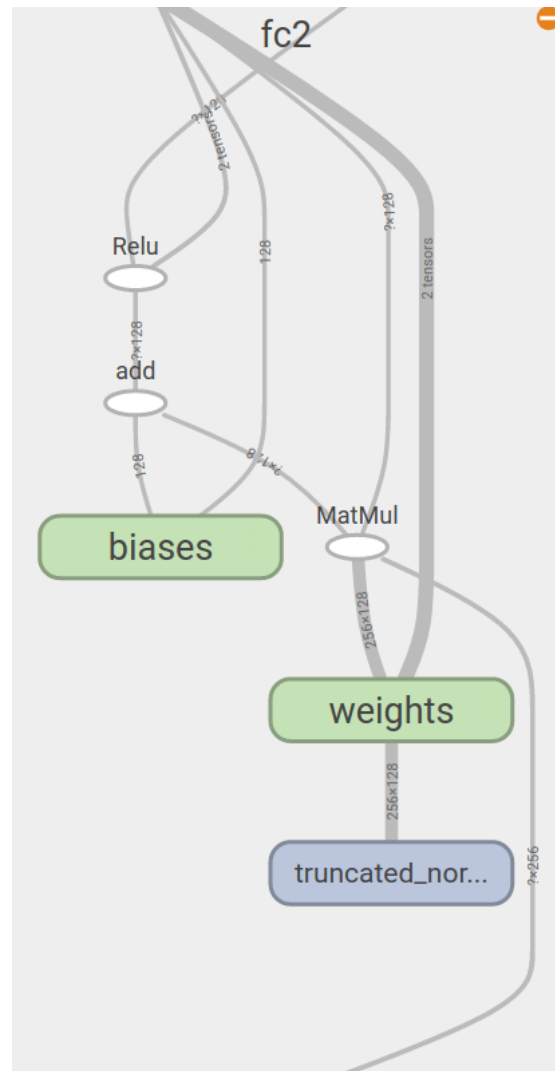 fc2
2 tensors
?×128
128
2 tensors
Relu
?×128
add
128
MatMul
256×128
biases
weights
256×128
truncated_nor...
?×256